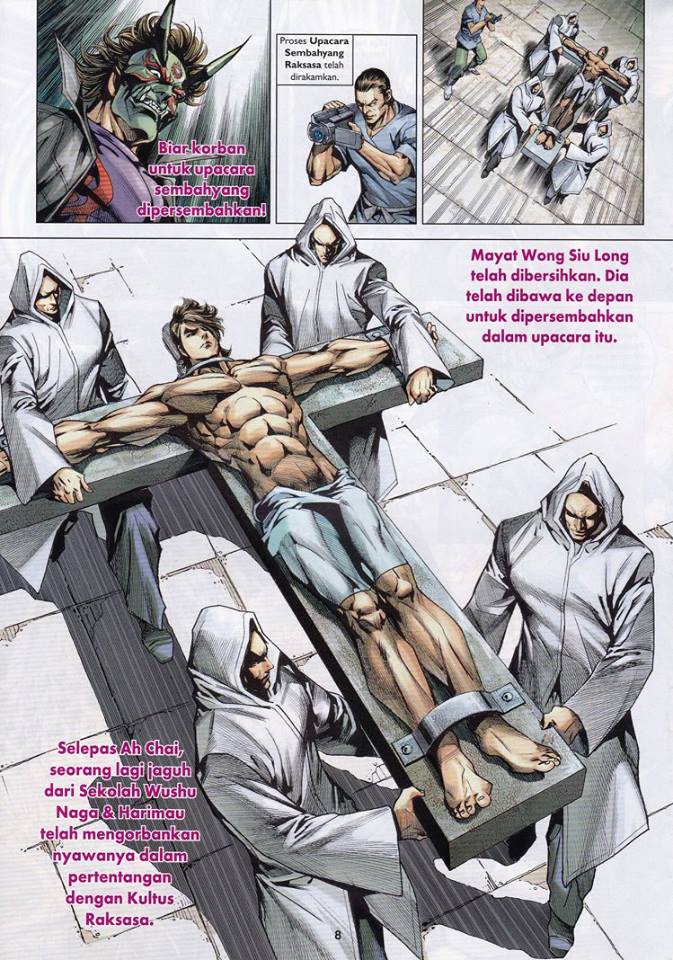 Biar korban
untuk upacara
sembahyang
dipersembahkan!
Proses Upacara
Sembahyang
Raksasa telah
dirakamkan.
Mayat Wong Siu Long
telah dibersihkan. Dia
telah dibawa ke depan
untuk dipersembahkan
dalam upacara itu.
Selepas Ah Chai,
seorang lagi jaguh
dari Sekolah Wushu
Naga & Harimau
telah mengorbankan
nyawanya dalam
pertentangan
dengan Kultus
Raksasa.
8